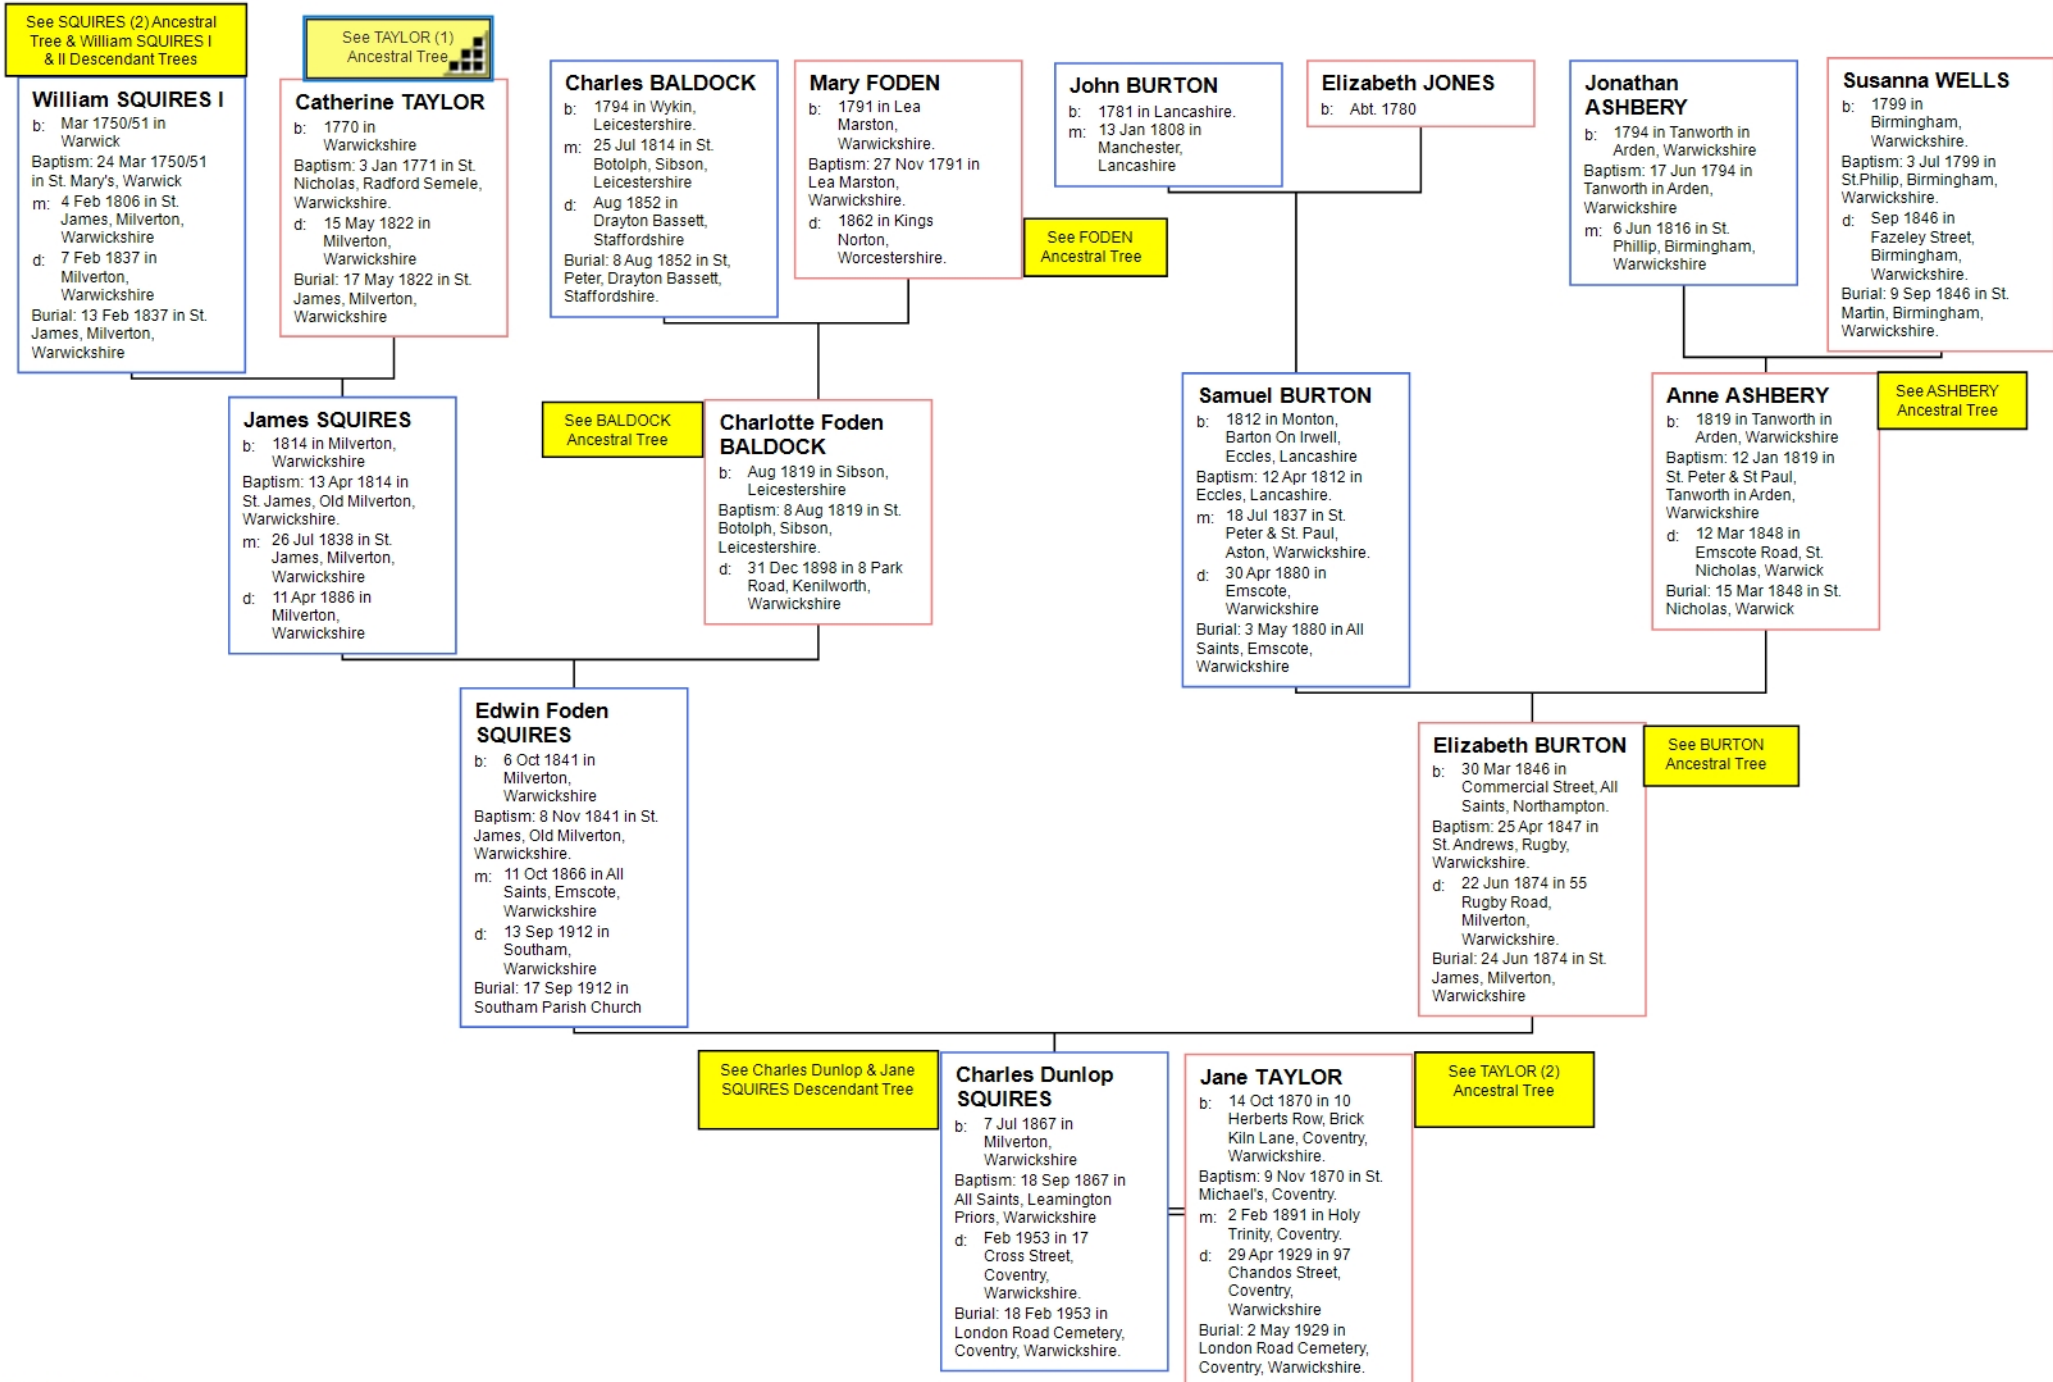 See SQUIRES (2) Ancestral
Tree & William SQUIRES I
& II Descendant Trees
William SQUIRES I
b: Mar 1750/51 in
Warwick
Baptism: 24 Mar 1750/51
in St. Mary's, Warwick
m: 4 Feb 1806 in St.
James, Milverton,
Warwickshire
d: 7 Feb 1837 in
Milverton,
Warwickshire
Burial: 13 Feb 1837 in St.
James, Milverton,
Warwickshire
See TAYLOR (1)
Ancestral Tree
Catherine TAYLOR
b: 1770 in
Warwickshire
Baptism: 3 Jan 1771 in St.
Nicholas, Radford Semele,
Warwickshire.
d: 15 May 1822 in
Milverton,
Warwickshire
Burial: 17 May 1822 in St.
James, Milverton,
Warwickshire
Charles BALDOCK
b: 1794 in Wykin,
Leicestershire.
m: 25 Jul 1814 in St.
Botolph, Sibson,
Leicestershire
d: Aug 1852 in
Drayton Bassett,
Staffordshire
Burial: 8 Aug 1852 in St,
Peter, Drayton Bassett,
Staffordshire.
Mary FODEN
b: 1791 in Lea
Marston,
Warwickshire.
Baptism: 27 Nov 1791 in
Lea Marston,
Warwickshire.
d: 1862 in Kings
Norton,
Worcestershire.
See FODEN
Ancestral Tree
John BURTON
b: 1781 in Lancashire.
m: 13 Jan 1808 in
Manchester,
Lancashire
Elizabeth JONES
b: Abt. 1780
Jonathan
ASHBERY
b: 1794 in Tanworth in
Arden, Warwickshire
Baptism: 17 Jun 1794 in
Tanworth in Arden,
Warwickshire
m: 6 Jun 1816 in St.
Phillip, Birmingham,
Warwickshire
Susanna WELLS
b: 1799 in
Birmingham,
Warwickshire.
Baptism: 3 Jul 1799 in
St.Philip, Birmingham,
Warwickshire.
d: Sep 1846 in
Fazeley Street,
Birmingham,
Warwickshire.
Burial: 9 Sep 1846 in St.
Martin, Birmingham,
Warwickshire.
James SQUIRES
b: 1814 in Milverton,
Warwickshire
Baptism: 13 Apr 1814 in
St. James, Old Milverton,
Warwickshire.
m: 26 Jul 1838 in St.
James, Milverton,
Warwickshire
d: 11 Apr 1886 in
Milverton,
Warwickshire
See BALDOCK
Ancestral Tree
Charlotte Foden
BALDOCK
b: Aug 1819 in Sibson,
Leicestershire
Baptism: 8 Aug 1819 in St.
Botolph, Sibson,
Leicestershire.
d: 31 Dec 1898 in 8 Park
Road, Kenilworth,
Warwickshire
Samuel BURTON
b: 1812 in Monton,
Barton On Irwell,
Eccles, Lancashire
Baptism: 12 Apr 1812 in
Eccles, Lancashire.
m: 18 Jul 1837 in St.
Peter & St. Paul,
Aston, Warwickshire.
d: 30 Apr 1880 in
Emscote,
Warwickshire
Burial: 3 May 1880 in All
Saints, Emscote,
Warwickshire
Anne ASHBERY
b: 1819 in Tanworth in
Arden, Warwickshire
Baptism: 12 Jan 1819 in
St. Peter & St Paul,
Tanworth in Arden,
Warwickshire
d: 12 Mar 1848 in
Emscote Road, St.
Nicholas, Warwick
Burial: 15 Mar 1848 in St.
Nicholas, Warwick
See ASHBERY
Ancestral Tree
Edwin Foden
SQUIRES
b: 6 Oct 1841 in
Milverton,
Warwickshire
Baptism: 8 Nov 1841 in St.
James, Old Milverton,
Warwickshire.
m: 11 Oct 1866 in All
Saints, Emscote,
Warwickshire
d: 13 Sep 1912 in
Southam,
Warwickshire
Burial: 17 Sep 1912 in
Southam Parish Church
Elizabeth BURTON
b: 30 Mar 1846 in
Commercial Street, All
Saints, Northampton.
Baptism: 25 Apr 1847 in
St. Andrews, Rugby,
Warwickshire.
d: 22 Jun 1874 in 55
Rugby Road,
Milverton,
Warwickshire.
Burial: 24 Jun 1874 in St.
James, Milverton,
Warwickshire
See BURTON
Ancestral Tree
See Charles Dunlop & Jane
SQUIRES Descendant Tree
Charles Dunlop
SQUIRES
b: 7 Jul 1867 in
Milverton,
Warwickshire
Baptism: 18 Sep 1867 in
All Saints, Leamington
Priors, Warwickshire
d: Feb 1953 in 17
Cross Street,
Coventry,
Warwickshire.
Burial: 18 Feb 1953 in
London Road Cemetery,
Coventry, Warwickshire.
Jane TAYLOR
b: 14 Oct 1870 in 10
Herberts Row, Brick
Kiln Lane, Coventry,
Warwickshire.
Baptism: 9 Nov 1870 in St.
Michael's, Coventry.
m: 2 Feb 1891 in Holy
Trinity, Coventry.
d: 29 Apr 1929 in 97
Chandos Street,
Coventry,
Warwickshire
Burial: 2 May 1929 in
London Road Cemetery,
Coventry, Warwickshire.
See TAYLOR (2)
Ancestral Tree